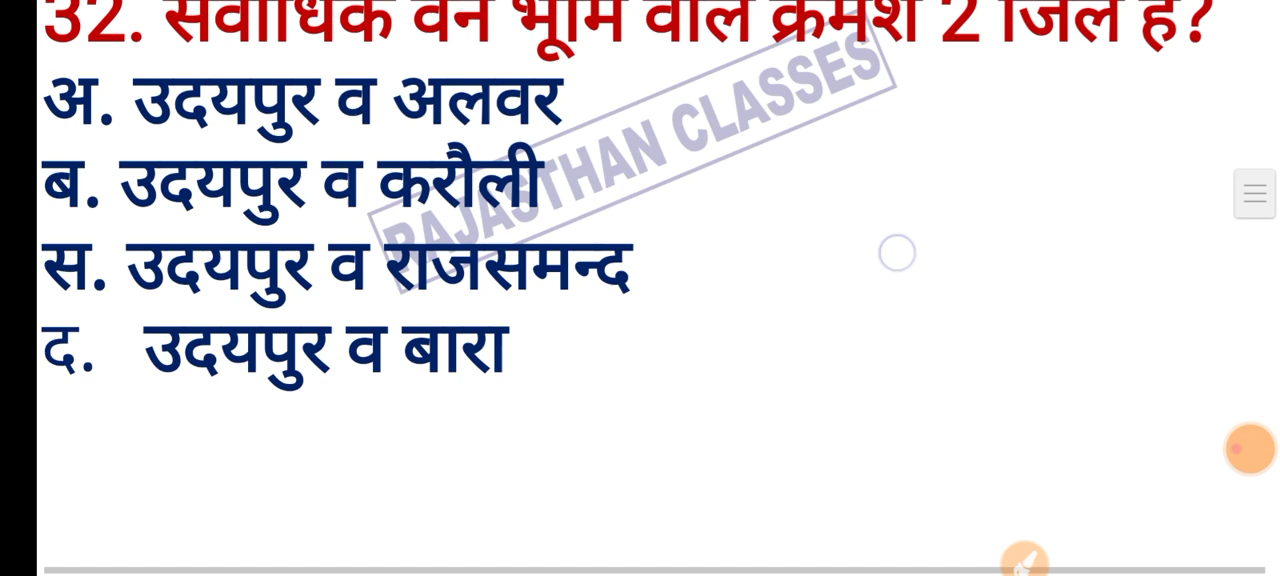 32. सर्वाधिक वन भूमि वाले क्रमश 2 जिले है?
RAJASTHAN CLASSES
अ. उदयपुर व अलवर
ब. उदयपुर व करौली
स. उदयपुर व राजसमन्द
द. उदयपुर व बारा